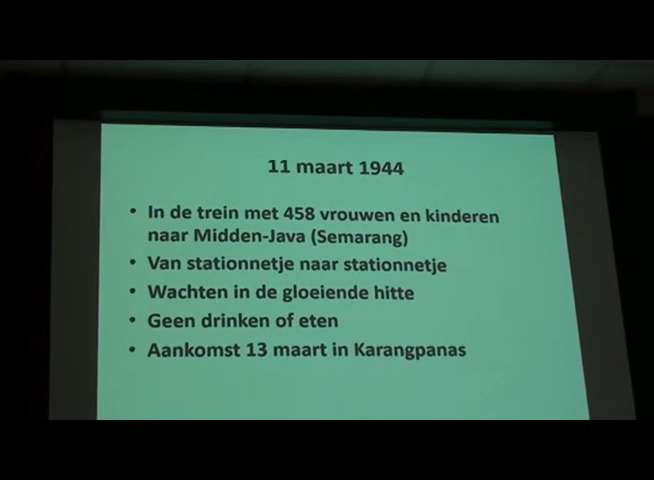 11 maart 1944
• In de trein met 458 vrouwen en kinderen
naar Midden-Java (Semarang)
• Van stationnetje naar stationnetje
• Wachten in de gloeiende hitte
• Geen drinken of eten
• Aankomst 13 maart in Karangpanas